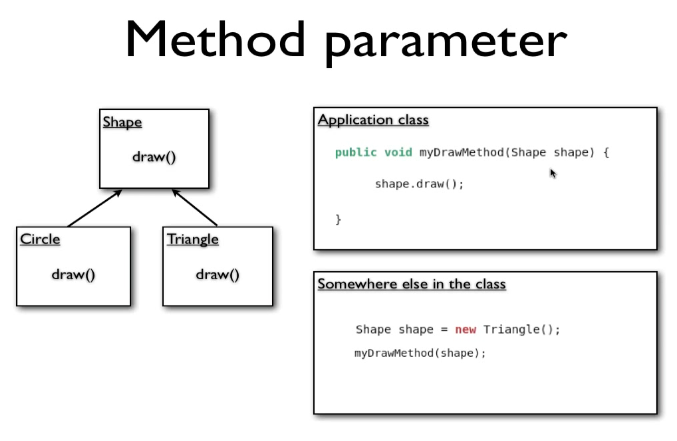 Method parameter
Shape
draw()
Circle
draw()
Triangle
draw()
Application class
public void myDrawMethod(Shape shape) {
shape.draw();
}
Somewhere else in the class
Shape shape = new Triangle();
myDrawMethod(shape);